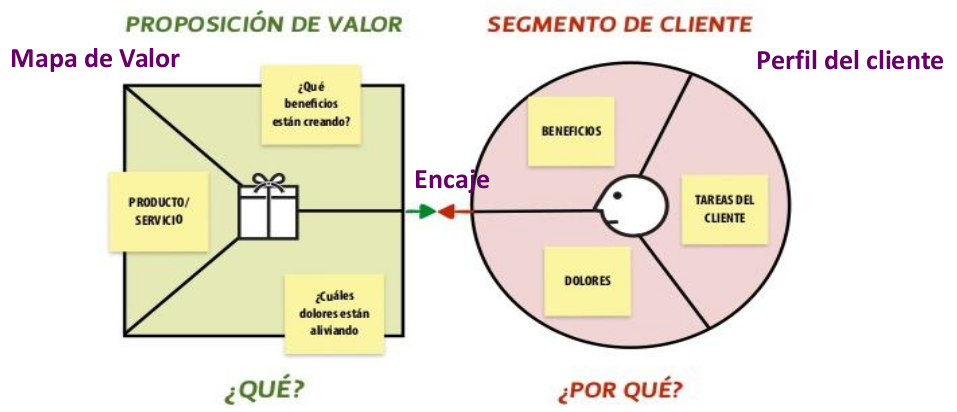 PROPOSICIÓN DE VALOR
SEGMENTO DE CLIENTE
Mapa de Valor
Perfil del cliente
¿Qué
beneficios
están creando?
PRODUCTO/
SERVICIO
¿Cuáles
dolores están
aliviando
Encaje
BENEFICIOS
TAREAS DEL
CLIENTE
DOLORES
¿QUÉ?
¿POR QUÉ?